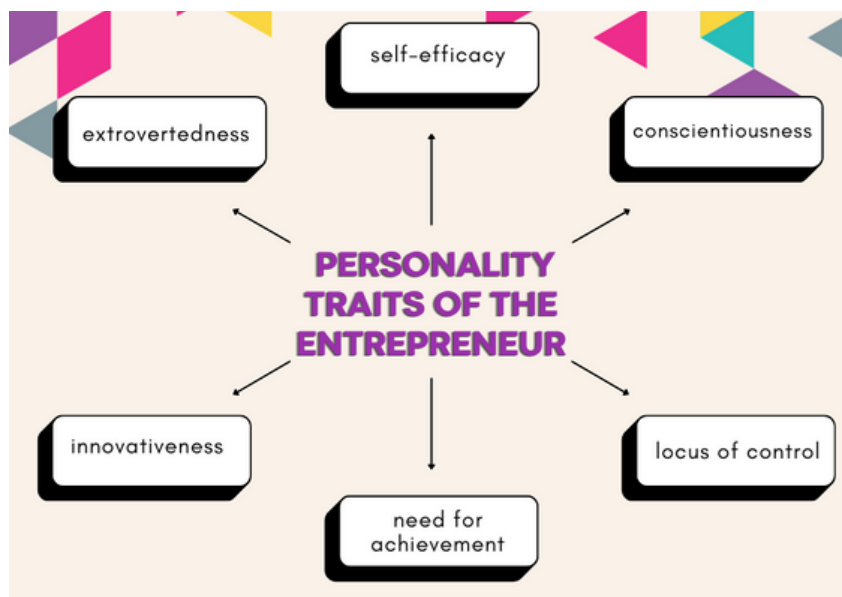 self-efficacy
extrovertedness
conscientiousness
PERSONALITY
TRAITS OF THE
ENTREPRENEUR
innovativeness
locus of control
need for
achievement